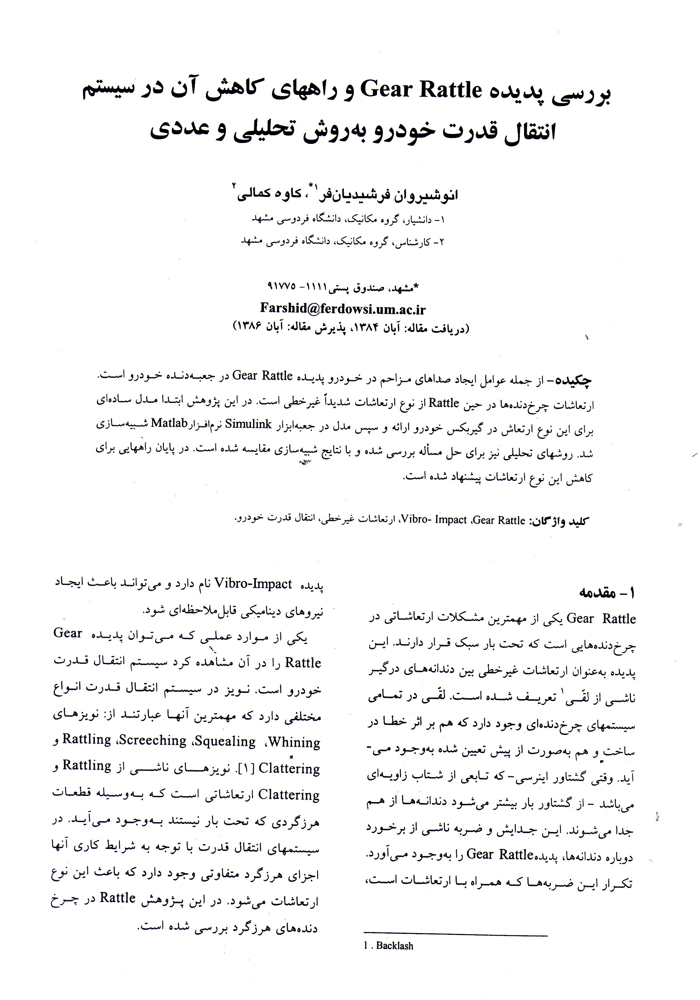 بررسی پدیده Gear Rattle و راههای کاهش آن در سیستم
انتقال قدرت خودرو به‌روش تحلیلی و عددی
انوشیروان فرشیدیان‌فر۱*، کاوه کمالی۲
۱- دانشیار، گروه مکانیک، دانشگاه فردوسی مشهد
۲- کارشناس، گروه مکانیک، دانشگاه فردوسی مشهد
*مشهد، صندوق پستی۱۱۱۱- ۹۱۷۷۵
Farshid@ferdowsi.um.ac.ir
(دریافت مقاله: آبان ۱۳۸۴، پذیرش مقاله: آبان ۱۳۸۶)
چکیده- از جمله عوامل ایجاد صداهای مزاحم در خودرو پدیده Gear Rattle در جعبه‌دنده خودرو است.
ارتعاشات چرخ‌دنده‌ها در حین Rattle از نوع ارتعاشات شدیداً غیرخطی است. در این پژوهش ابتدا مدل ساده‌ای
برای این نوع ارتعاش در گیربکس خودرو ارائه و سپس مدل در جعبه‌ابزار Simulink نرم‌افزار Matlab شبیه‌سازی
شد. روشهای تحلیلی نیز برای حل مسأله بررسی شده و با نتایج شبیه‌سازی مقایسه شده است. در پایان راههایی برای
کاهش این نوع ارتعاشات پیشنهاد شده است.
کلید واژگان: Gear Rattle، Vibro- Impact، ارتعاشات غیرخطی، انتقال قدرت خودرو.
۱- مقدمه
Gear Rattle یکی از مهمترین مشکلات ارتعاشاتی در
چرخ‌دنده‌هایی است که تحت بار سبک قرار دارند. این
پدیده به‌عنوان ارتعاشات غیرخطی بین دندانه‌های درگیر
ناشی از لقّی۱ تعریف شده است. لقّی در تمامی
سیستمهای چرخ‌دنده‌ای وجود دارد که هم بر اثر خطا در
ساخت و هم به‌صورت از پیش تعیین شده به‌وجود می-
آید. وقتی گشتاور اینرسی- که تابعی از شتاب زاویه‌ای
می‌باشد - از گشتاور بار بیشتر می‌شود دندانه‌ها از هم
جدا می‌شوند. این جدایش و ضربه ناشی از برخورد
دوباره دندانه‌ها، پدیده Gear Rattle را به‌وجود می‌آورد.
تکرار این ضربه‌ها که همراه با ارتعاشات است،
1 . Backlash
پدیده Vibro-Impact نام دارد و می‌تواند باعث ایجاد
نیروهای دینامیکی قابل‌ملاحظه‌ای شود.
یکی از موارد عملی که می‌توان پدیده Gear
Rattle را در آن مشاهده کرد سیستم انتقال قدرت
خودرو است. نویز در سیستم انتقال قدرت انواع
مختلفی دارد که مهمترین آنها عبارتند از: نویزهای
Whining، Squealing، Screeching، Rattling و
Clattering [۱]. نویزهای ناشی از Rattling و
Clattering ارتعاشاتی است که به‌وسیله قطعات
هرزگردی که تحت بار نیستند به‌وجود می‌آید. در
سیستمهای انتقال قدرت با توجه به شرایط کاری آنها
اجزای هرزگرد متفاوتی وجود دارد که باعث این نوع
ارتعاشات می‌شود. در این پژوهش Rattle در چرخ
دنده‌های هرزگرد بررسی شده است.